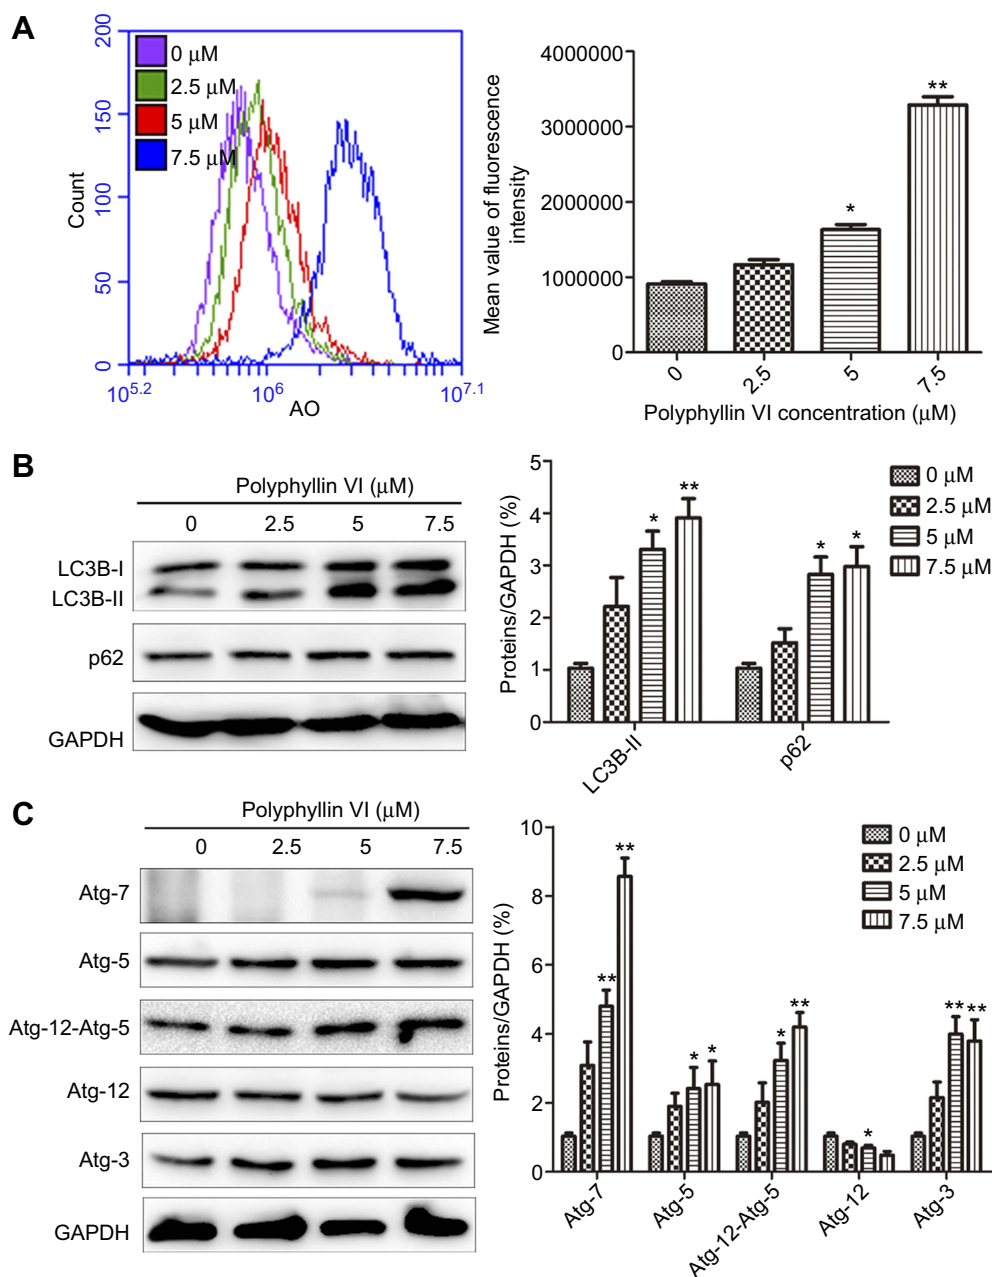 A
200
150
100
50
0
Count
0 μM
2.5 μM
5 μM
7.5 μM
10^5.2
10^6
10^7.1
AO
4000000
3000000
2000000
1000000
0
Mean value of fluorescence
intensity
*
**
0
2.5
5
7.5
Polyphyllin VI concentration (μM)
B
Polyphyllin VI (μM)
0 2.5 5 7.5
LC3B-I
LC3B-II
p62
GAPDH
5
4
3
2
1
0
Proteins/GAPDH (%)
* **
* *
LC3B-II
p62
0 μM
2.5 μM
5 μM
7.5 μM
C
Polyphyllin VI (μM)
0 2.5 5 7.5
Atg-7
Atg-5
Atg-12-Atg-5
Atg-12
Atg-3
GAPDH
10
8
6
4
2
0
Proteins/GAPDH (%)
** **
* *
* **
*
** **
Atg-7
Atg-5
Atg-12-Atg-5
Atg-12
Atg-3
0 μM
2.5 μM
5 μM
7.5 μM